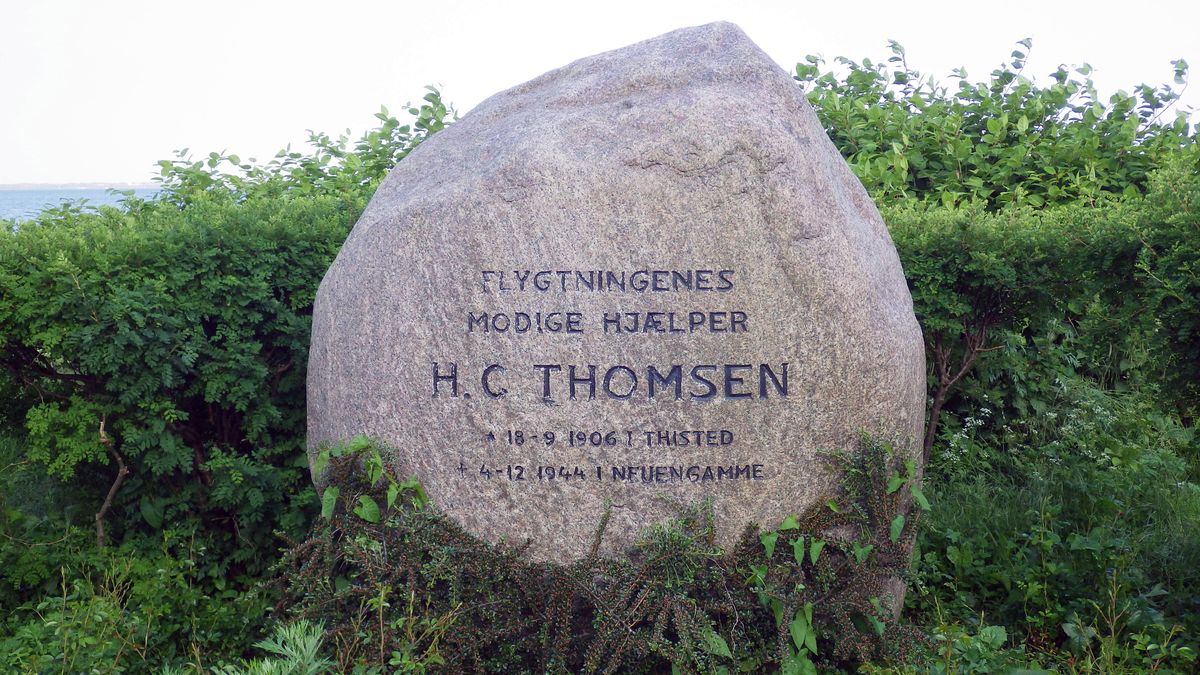 FLYGTNINGENES
MODIGE HJÆLPER
H.C THOMSEN
* 18-9 1906 I THISTED
+ 4-12 1944 I NEUENGAMME